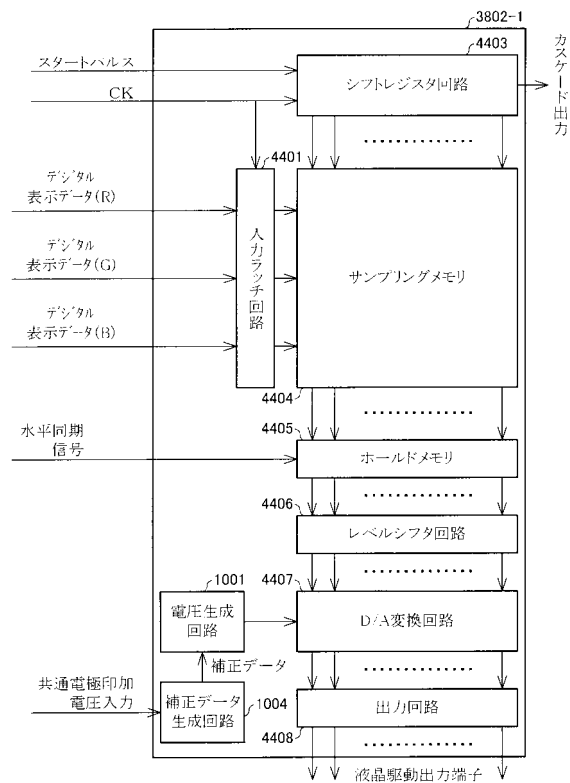 3802-1
4403
スタートパルス
シフトレジスタ回路
CK
カスケード出力
4401
デジタル
表示データ(R)
デジタル
表示データ(G)
デジタル
表示データ(B)
入力ラッチ回路
サンプリングメモリ
4404
4405
水平同期
信号
ホールドメモリ
4406
レベルシフタ回路
1001
4407
電圧生成
回路
D/A変換回路
補正データ
共通電極印加
電圧入力
補正データ
生成回路
1004
出力回路
4408
液晶駆動出力端子